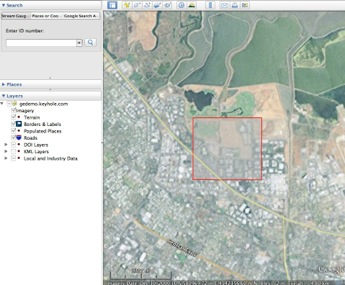 Search
Stream Gaug...
Places or Coo...
Google Search A...
Enter ID number:
Places
Layers
gedemo.keyhole.com
Imagery
Terrain
Borders & Labels
Populated Places
Roads
DOI Layers
KML Layers
Local and Industry Data